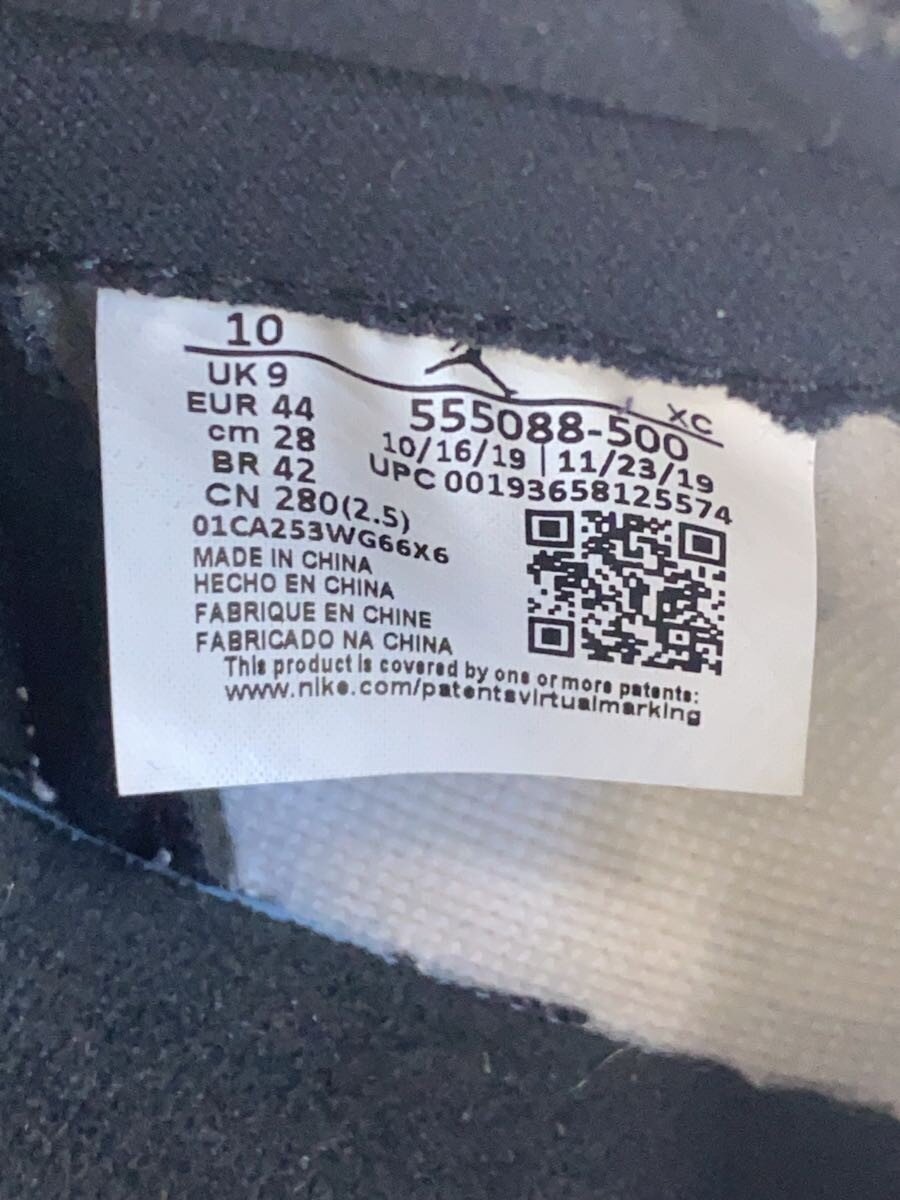 10
XC
UK 9
EUR 44
cm 28
BR 42
CN 280(2.5)
555088-500
10/16/19 | 11/23/19
UPC 00193658125574
01CA253WG66X6
MADE IN CHINA
HECHO EN CHINA
FABRIQUE EN CHINE
FABRICADO NA CHINA
This product is covered by one or more patents:
www.nike.com/patentsvirtualmarking